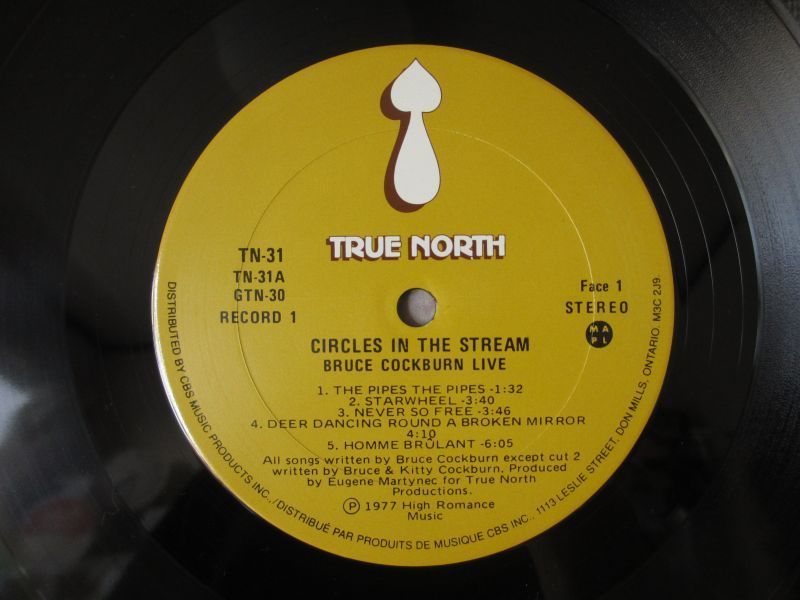 TRUE NORTH
TN-31
TN-31A
GTN-30
RECORD 1
Face 1
STEREO
M A
P L
CIRCLES IN THE STREAM
BRUCE COCKBURN LIVE
1. THE PIPES THE PIPES -1:32
2. STARWHEEL -3:40
3. NEVER SO FREE -3:46
4. DEER DANCING ROUND A BROKEN MIRROR
4:10
5. HOMME BRÛLANT -6:05
All songs written by Bruce Cockburn except cut 2
written by Bruce & Kitty Cockburn. Produced
by Eugene Martynec for True North
Productions.
Ⓟ 1977 High Romance
Music
DISTRIBUTED BY CBS MUSIC PRODUCTS INC./DISTRIBUÉ PAR PRODUITS DE MUSIQUE CBS INC., 1113 LESLIE STREET, DON MILLS, ONTARIO. M3C 2J9.